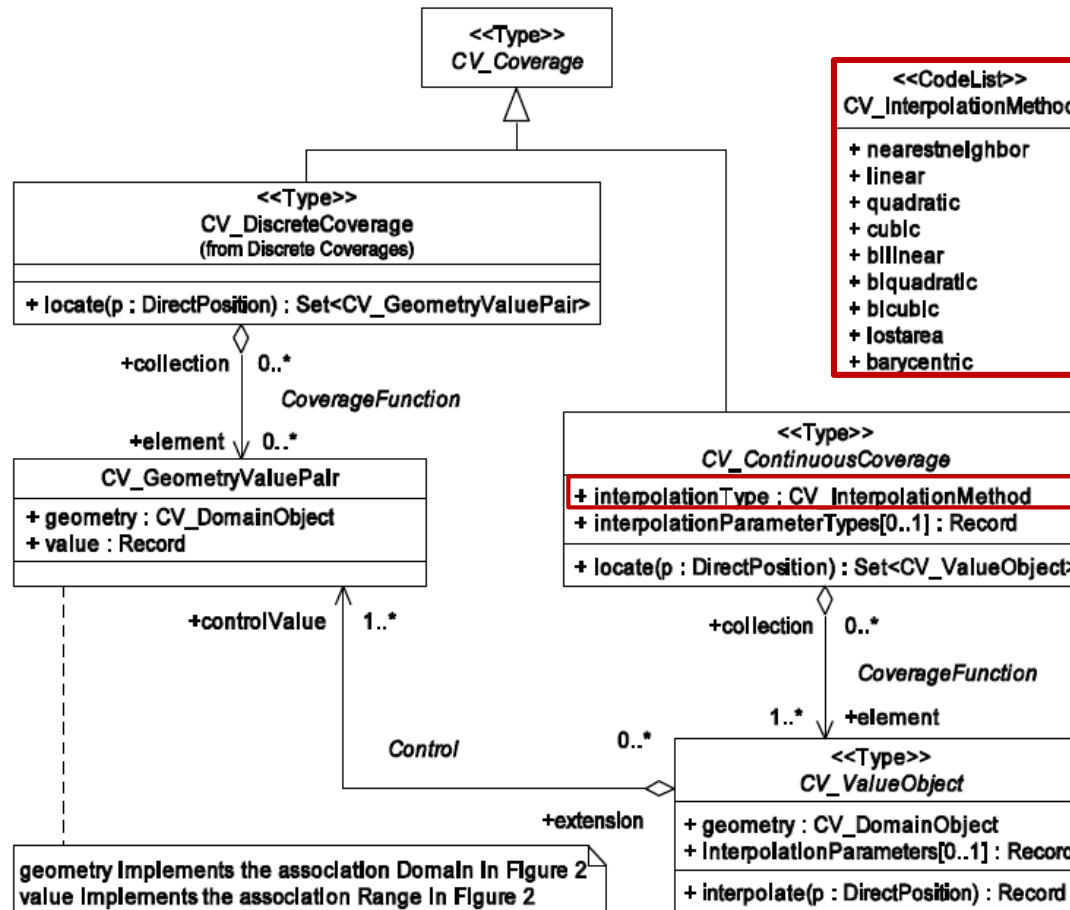 <<Type>>
CV_Coverage
<<CodeList>>
CV_InterpolationMethod
+ nearestneighbor
+ linear
+ quadratic
+ cubic
+ bilinear
+ biquadratic
+ bicubic
+ lostarea
+ barycentric
<<Type>>
CV_DiscreteCoverage
(from Discrete Coverages)
+ locate(p : DirectPosition) : Set<CV_GeometryValuePair>
+collection 0..*
CoverageFunction
+element 0..*
CV_GeometryValuePair
+ geometry : CV_DomainObject
+ value : Record
<<Type>>
CV_ContinuousCoverage
+ interpolationType : CV_InterpolationMethod
+ interpolationParameterTypes[0..1] : Record
+ locate(p : DirectPosition) : Set<CV_ValueObject>
+controlValue 1..*
+collection 0..*
CoverageFunction
1..* +element
Control
0..*
+extension
<<Type>>
CV_ValueObject
+ geometry : CV_DomainObject
+ InterpolationParameters[0..1] : Record
+ interpolate(p : DirectPosition) : Record
geometry Implements the association Domain in Figure 2
value Implements the association Range in Figure 2